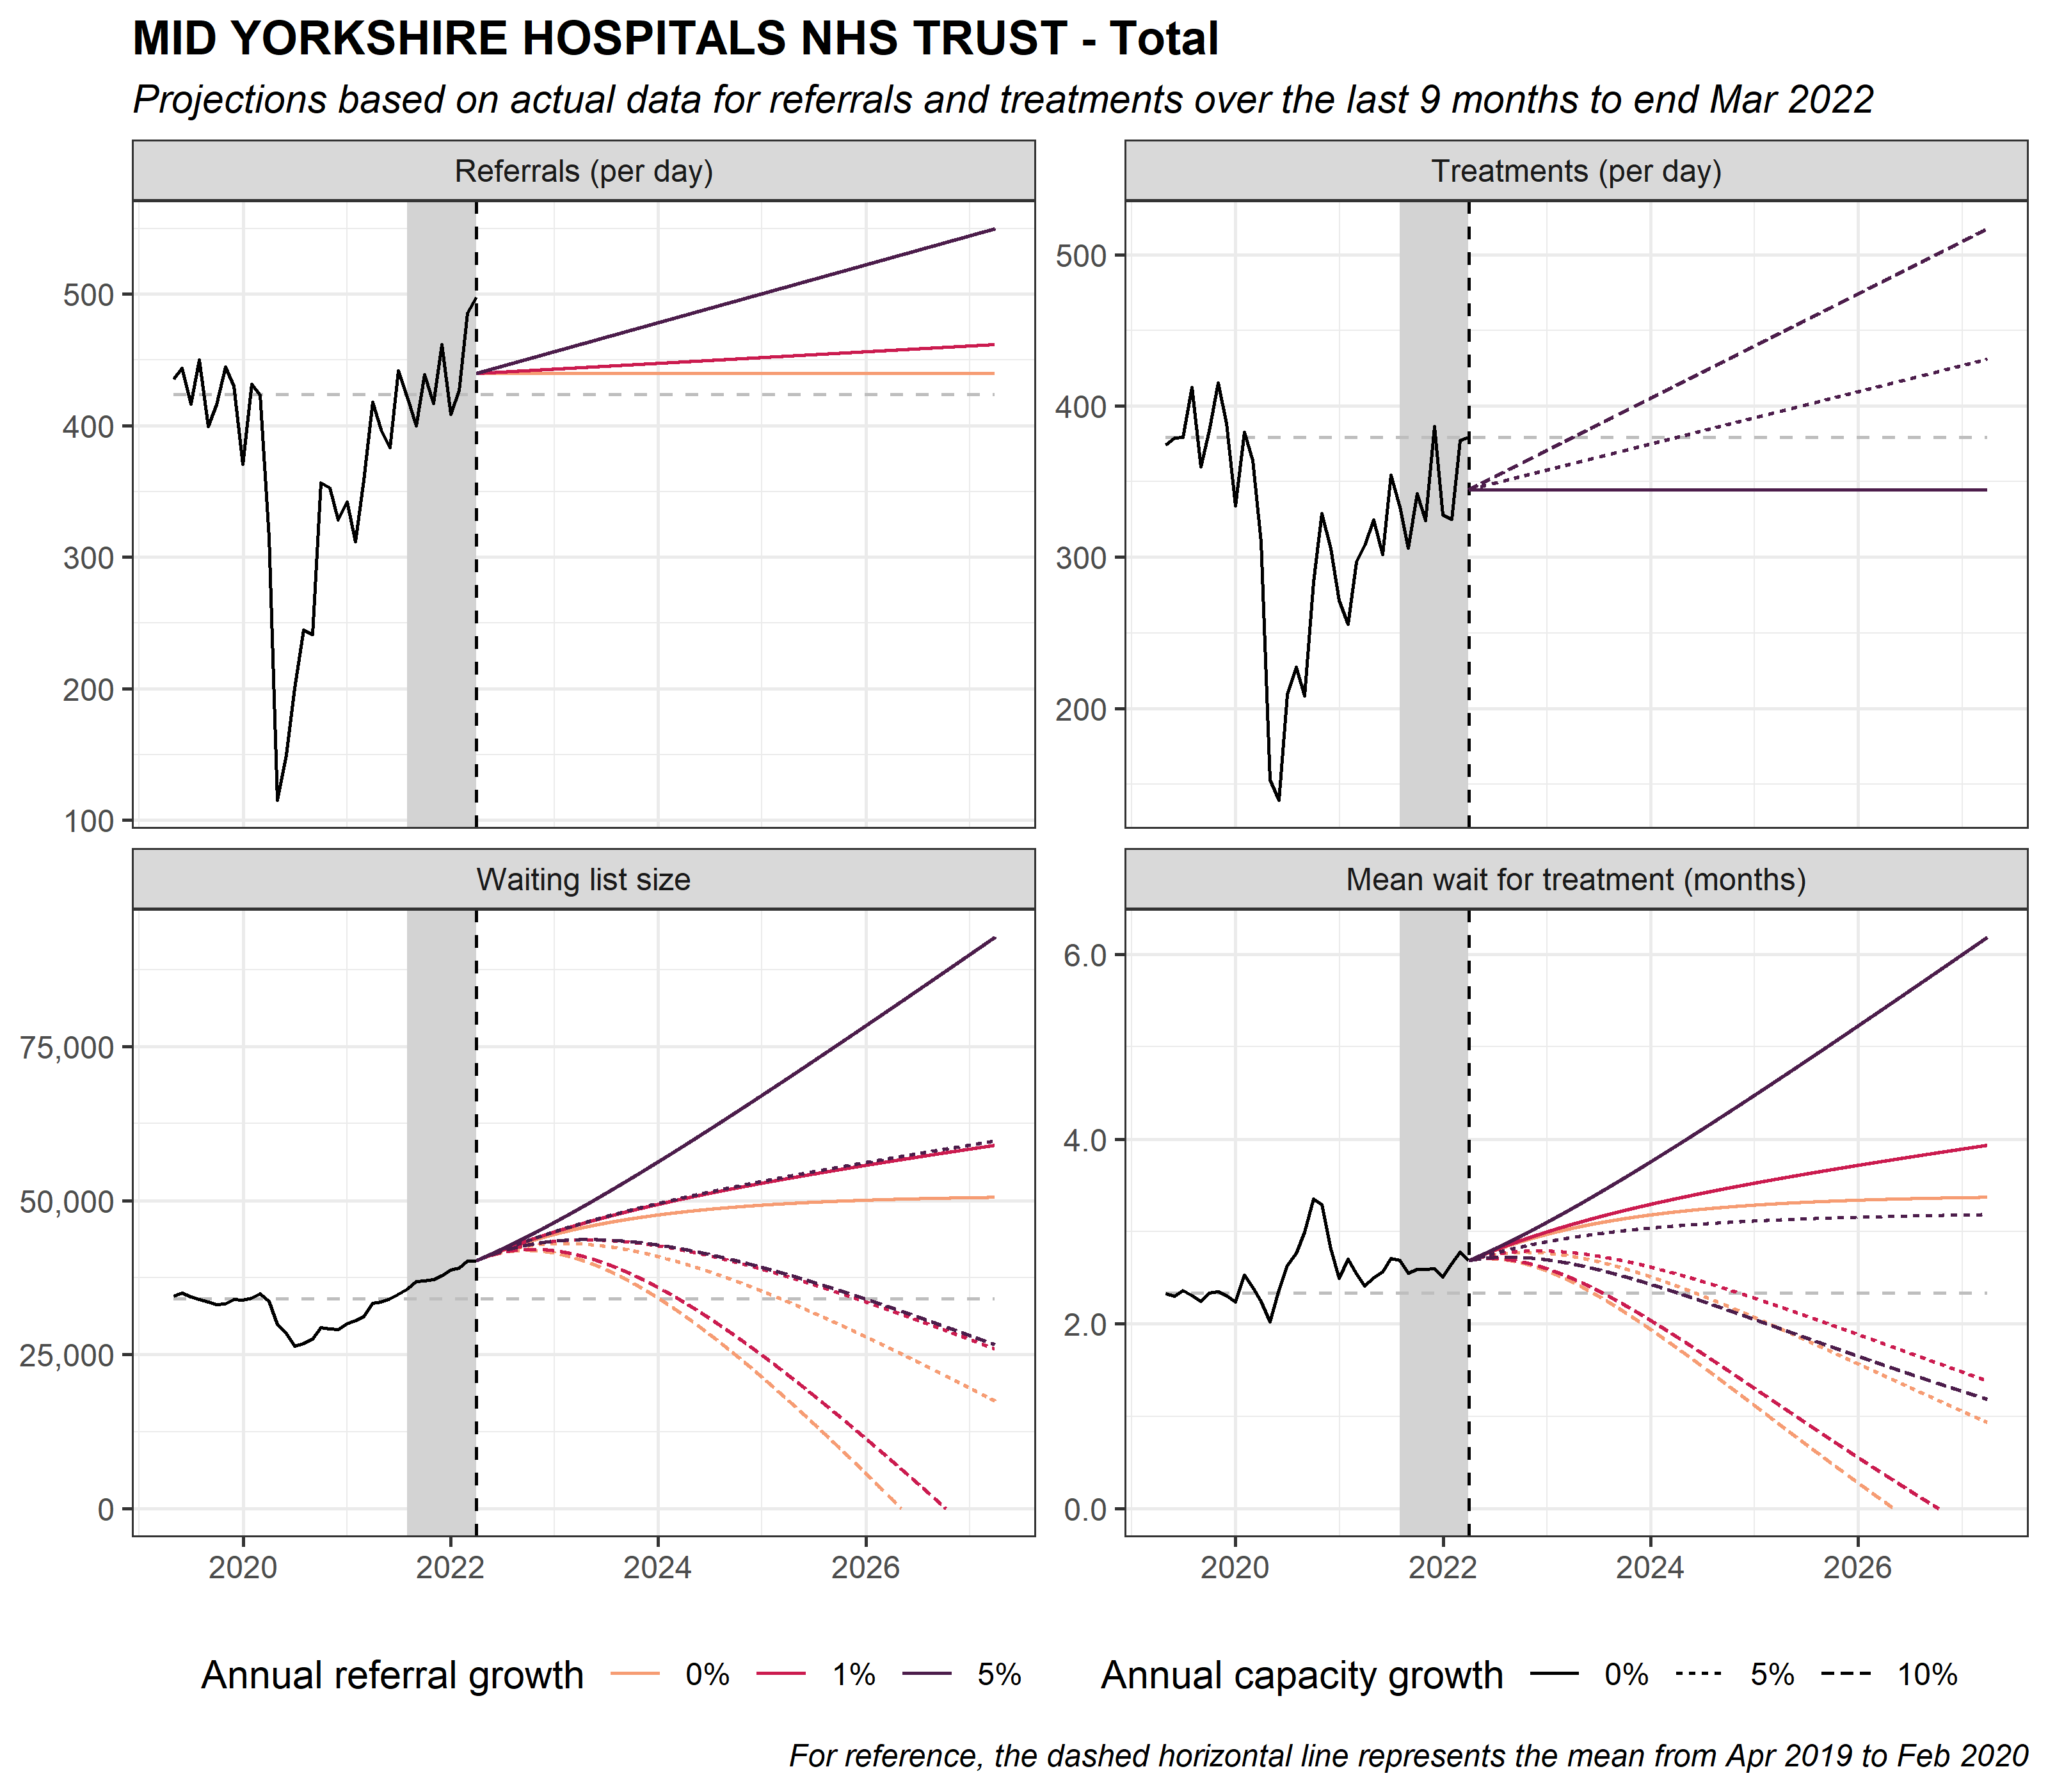 MID YORKSHIRE HOSPITALS NHS TRUST - Total
Projections based on actual data for referrals and treatments over the last 9 months to end Mar 2022
Referrals (per day)
500
400
300
200
100
Treatments (per day)
500
400
300
200
Waiting list size
75,000
50,000
25,000
0
2020 2022 2024 2026
Mean wait for treatment (months)
6.0
4.0
2.0
0.0
2020 2022 2024 2026
Annual referral growth 0% 1% 5%
Annual capacity growth 0% 5% 10%
For reference, the dashed horizontal line represents the mean from Apr 2019 to Feb 2020